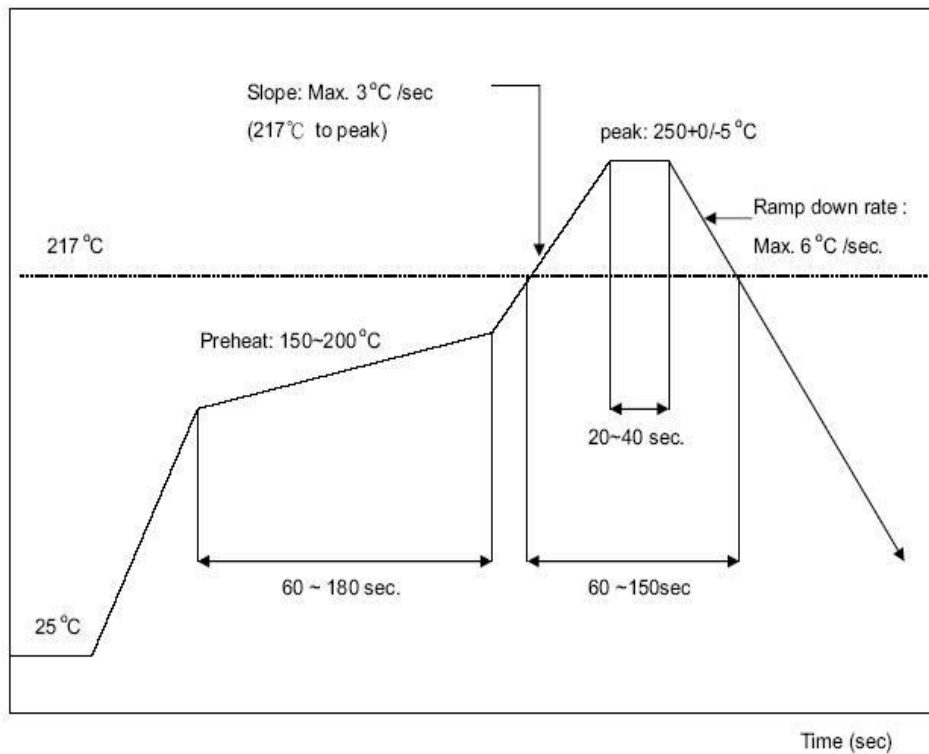 Slope: Max. 3°C /sec
(217℃ to peak)
peak: 250+0/-5°C
Ramp down rate :
Max. 6°C /sec.
217°C
Preheat: 150~200°C
20~40 sec.
60 ~ 180 sec.
60 ~150sec
25°C
Time (sec)